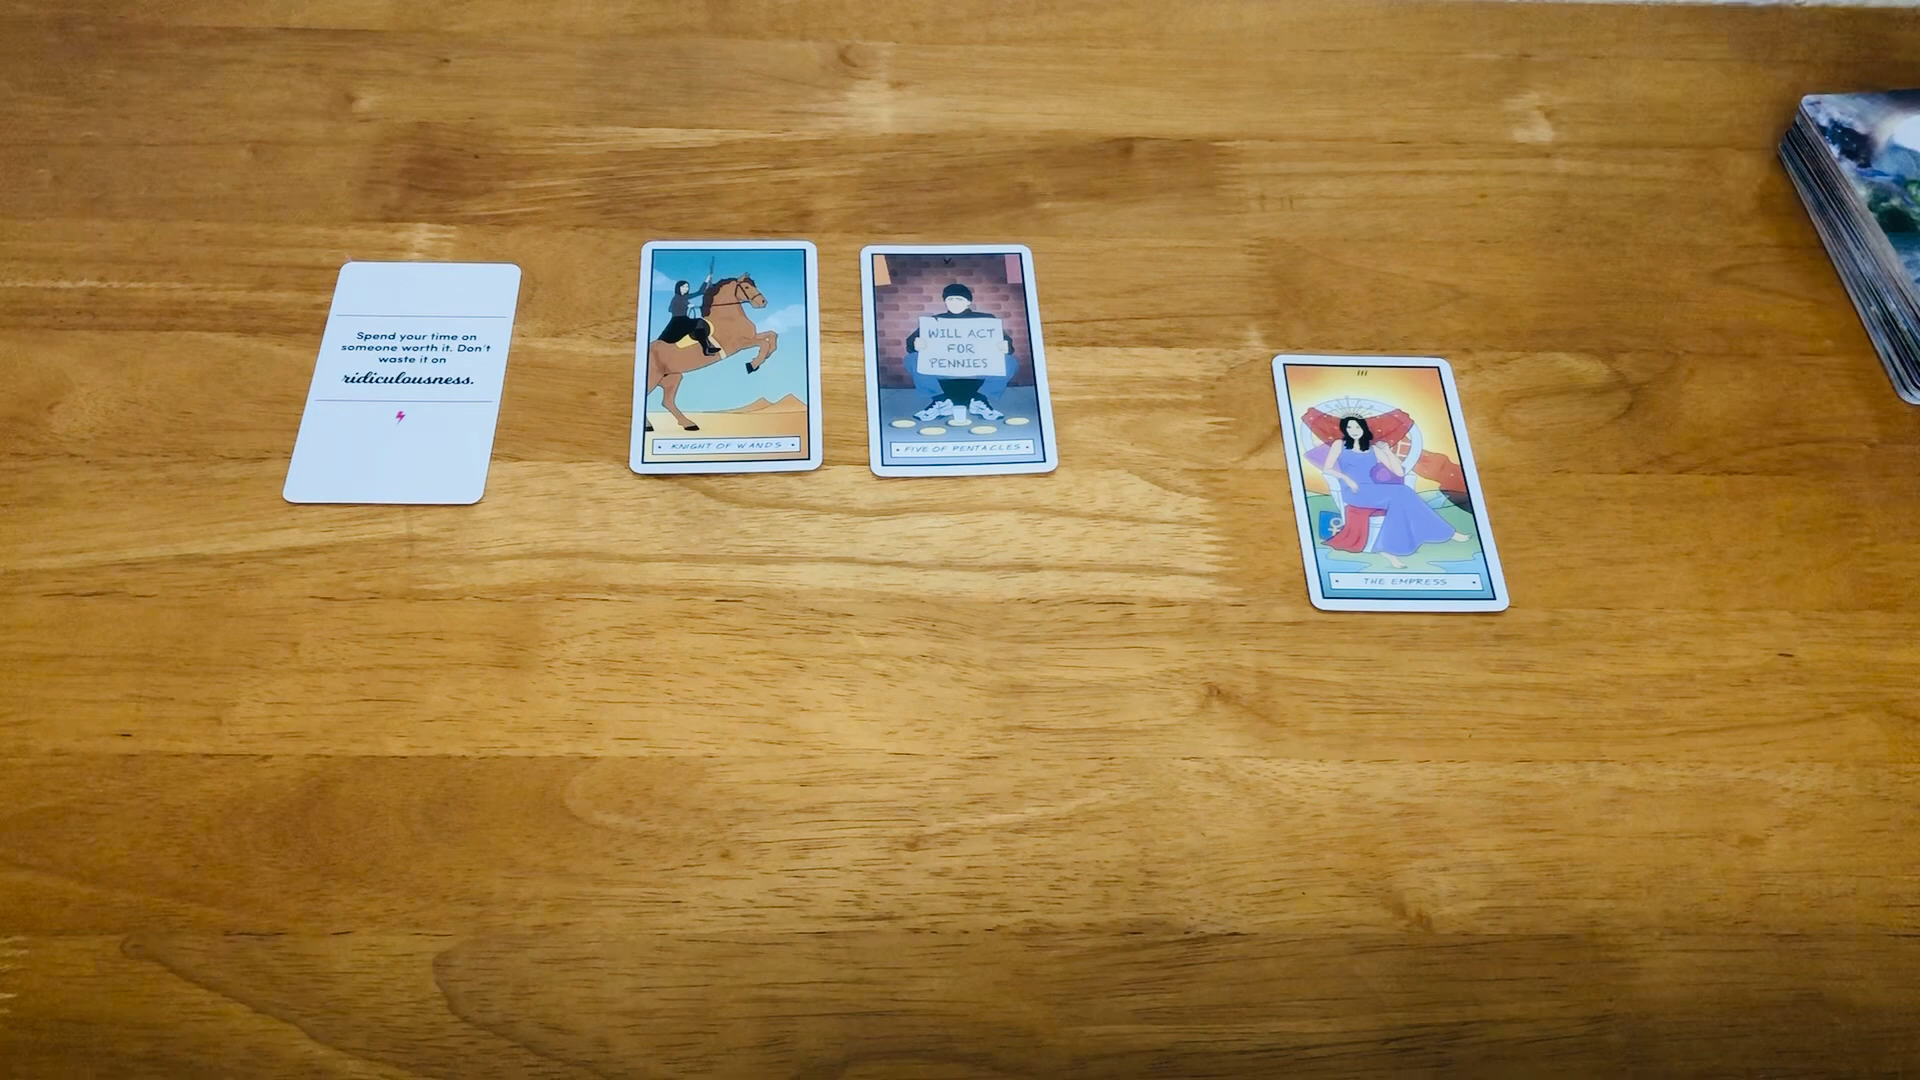 Spend your time on
someone worth it. Don't
waste it on
ridiculousness.
KNIGHT OF WANDS
V
WILL ACT
FOR
PENNIES
FIVE OF PENTACLES
III
THE EMPRESS